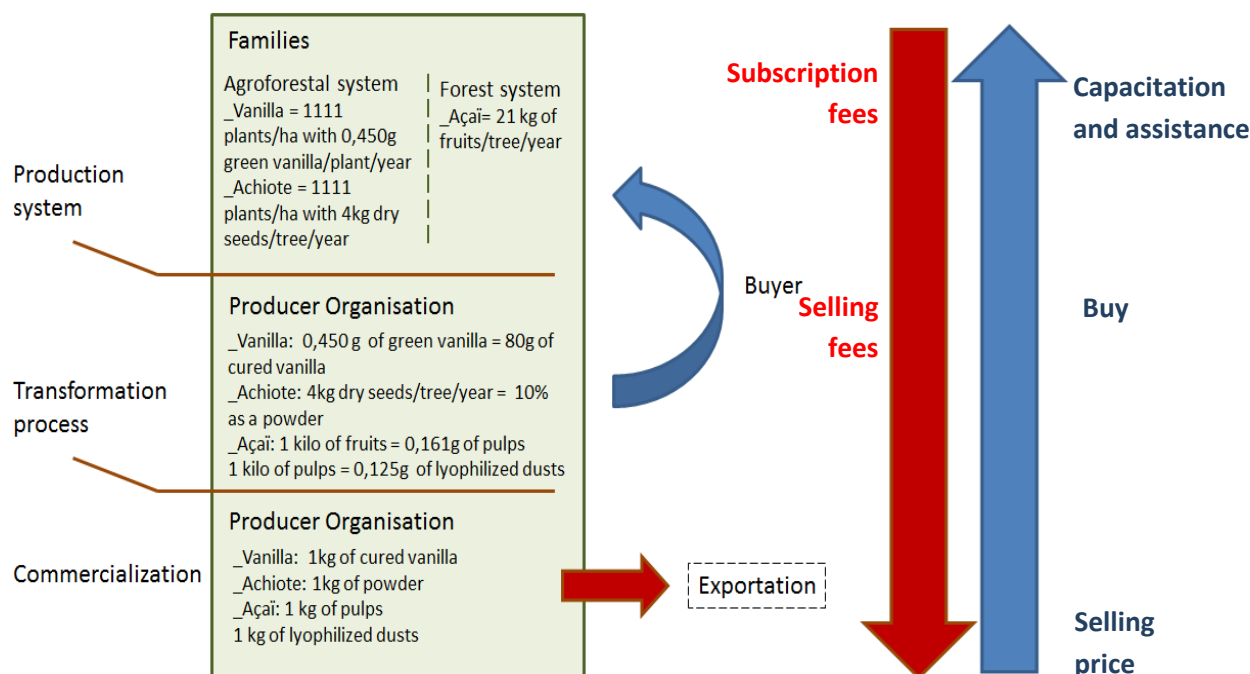 Families
Agroforestal system
_Vanilla = 1111
plants/ha with 0,450g
green vanilla/plant/year
_Achiote = 1111
plants/ha with 4kg dry
seeds/tree/year
Forest system
_Açaï= 21 kg of
fruits/tree/year
Production
system
Producer Organisation
_Vanilla: 0,450 g of green vanilla = 80g of
cured vanilla
_Achiote: 4kg dry seeds/tree/year = 10%
as a powder
_Açaï: 1 kilo of fruits = 0,161g of pulps
1 kilo of pulps = 0,125g of lyophilized dusts
Transformation
process
Producer Organisation
_Vanilla: 1kg of cured vanilla
_Achiote: 1kg of powder
_Açaï: 1 kg of pulps
1 kg of lyophilized dusts
Commercialization
Exportation
Buyer
Subscription
fees
Selling
fees
Capacitation
and assistance
Buy
Selling
price